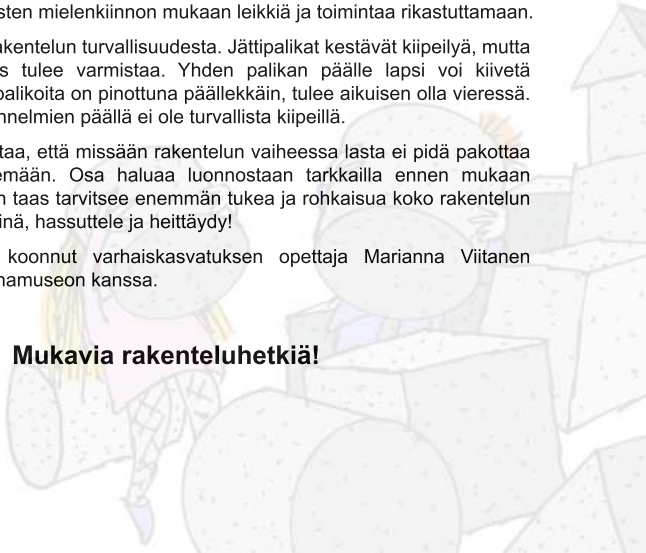 sten mielenkiinnon mukaan leikkiä ja toimintaa rikastuttamaan.
akentelun turvallisuudesta. Jättipalikat kestävät kiipeilyä, mutta
s tulee varmistaa. Yhden palikan päälle lapsi voi kiivetä
palikoita on pinottuna päällekkäin, tulee aikuisen olla vieressä.
nnelmien päällä ei ole turvallista kiipeillä.
taa, että missään rakentelun vaiheessa lasta ei pidä pakottaa
emään. Osa haluaa luonnostaan tarkkailla ennen mukaan
n taas tarvitsee enemmän tukea ja rohkaisua koko rakentelun
inä, hassuttele ja heittäydy!
koonnut varhaiskasvatuksen opettaja Marianna Viitanen
namuseon kanssa.
Mukavia rakenteluhetkiä!